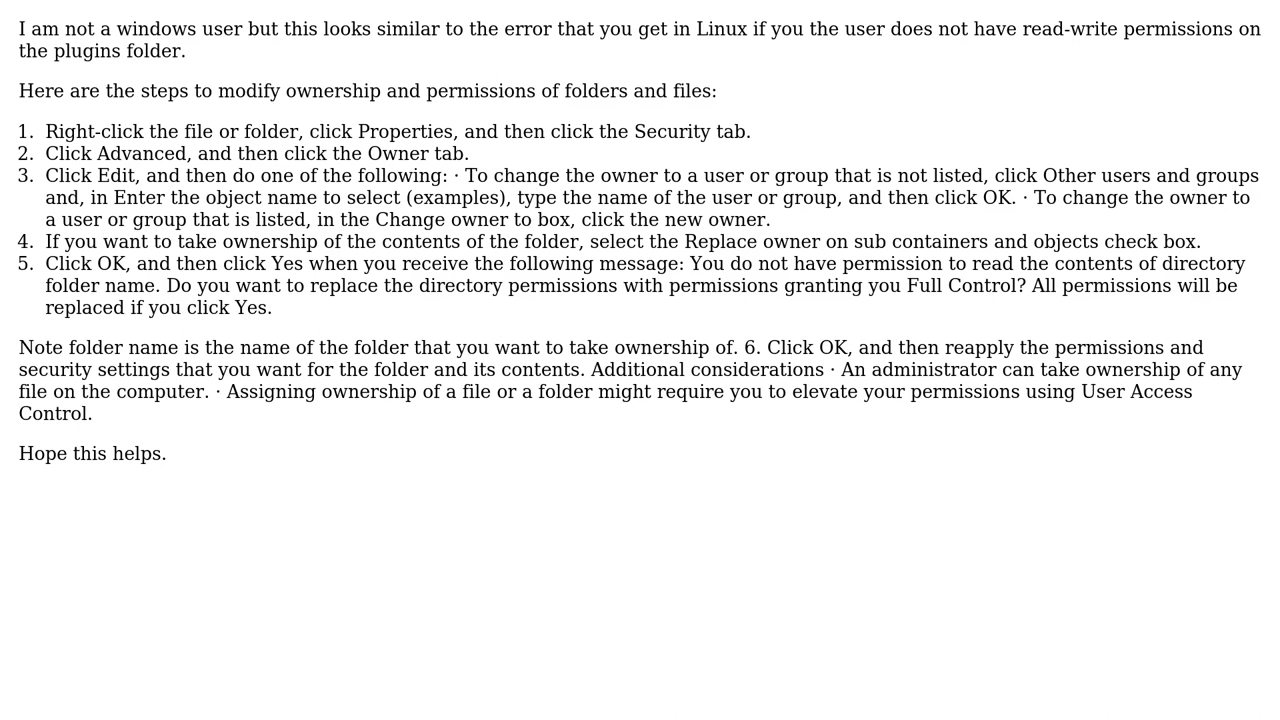 I am not a windows user but this looks similar to the error that you get in Linux if you the user does not have read-write permissions on
the plugins folder.
Here are the steps to modify ownership and permissions of folders and files:
1. Right-click the file or folder, click Properties, and then click the Security tab.
2. Click Advanced, and then click the Owner tab.
3. Click Edit, and then do one of the following: · To change the owner to a user or group that is not listed, click Other users and groups
and, in Enter the object name to select (examples), type the name of the user or group, and then click OK. · To change the owner to
a user or group that is listed, in the Change owner to box, click the new owner.
4. If you want to take ownership of the contents of the folder, select the Replace owner on sub containers and objects check box.
5. Click OK, and then click Yes when you receive the following message: You do not have permission to read the contents of directory
folder name. Do you want to replace the directory permissions with permissions granting you Full Control? All permissions will be
replaced if you click Yes.
Note folder name is the name of the folder that you want to take ownership of. 6. Click OK, and then reapply the permissions and
security settings that you want for the folder and its contents. Additional considerations · An administrator can take ownership of any
file on the computer. · Assigning ownership of a file or a folder might require you to elevate your permissions using User Access
Control.
Hope this helps.